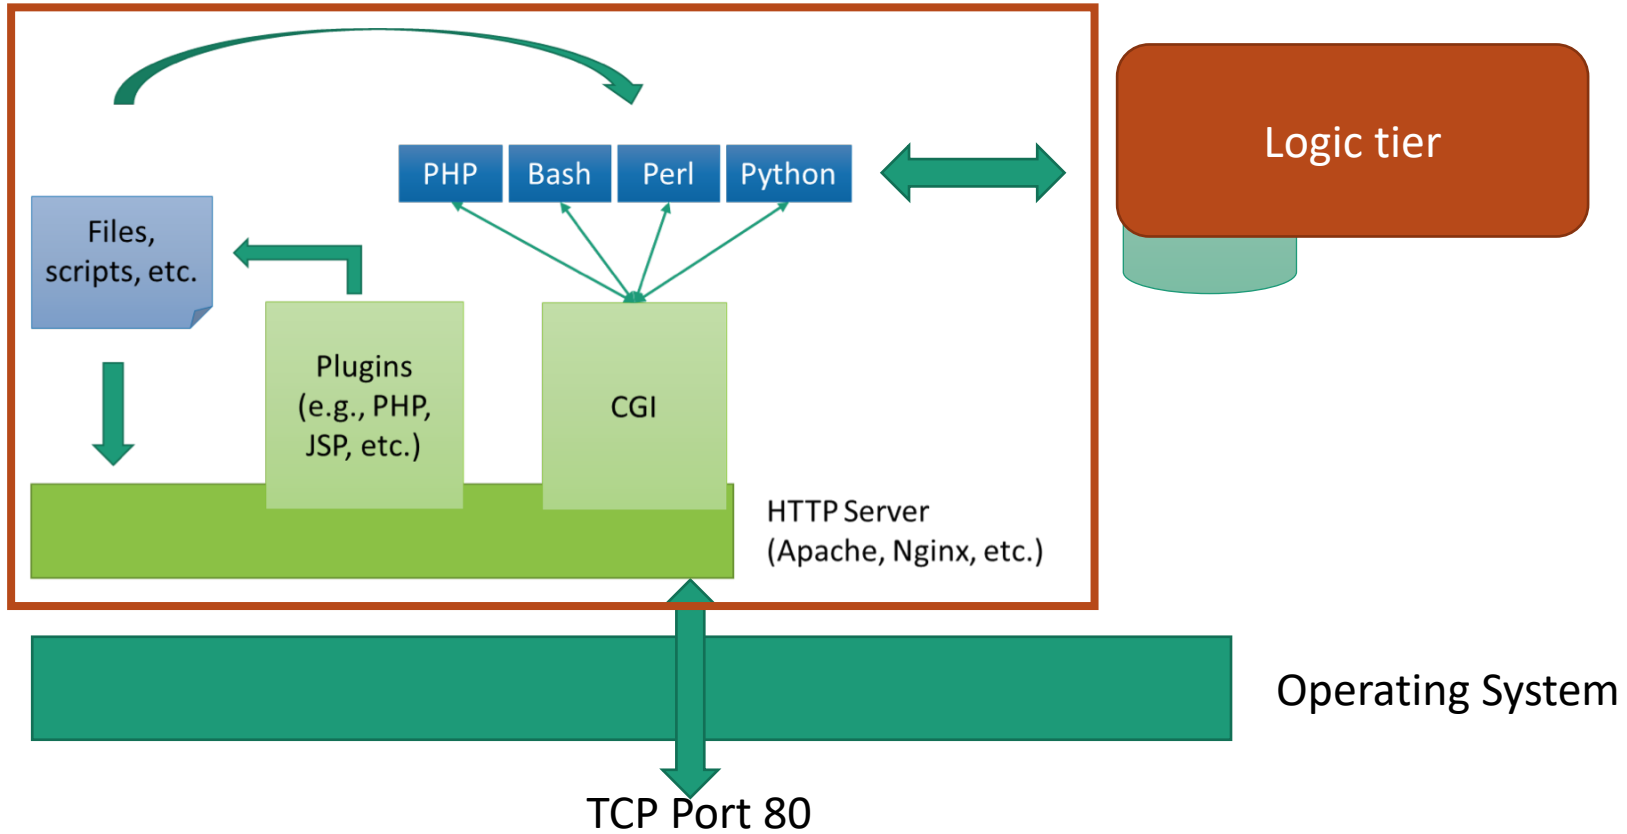 Logic tier
PHP
Bash
Perl
Python
Files,
scripts, etc.
Plugins
(e.g., PHP,
JSP, etc.)
CGI
HTTP Server
(Apache, Nginx, etc.)
Operating System
TCP Port 80